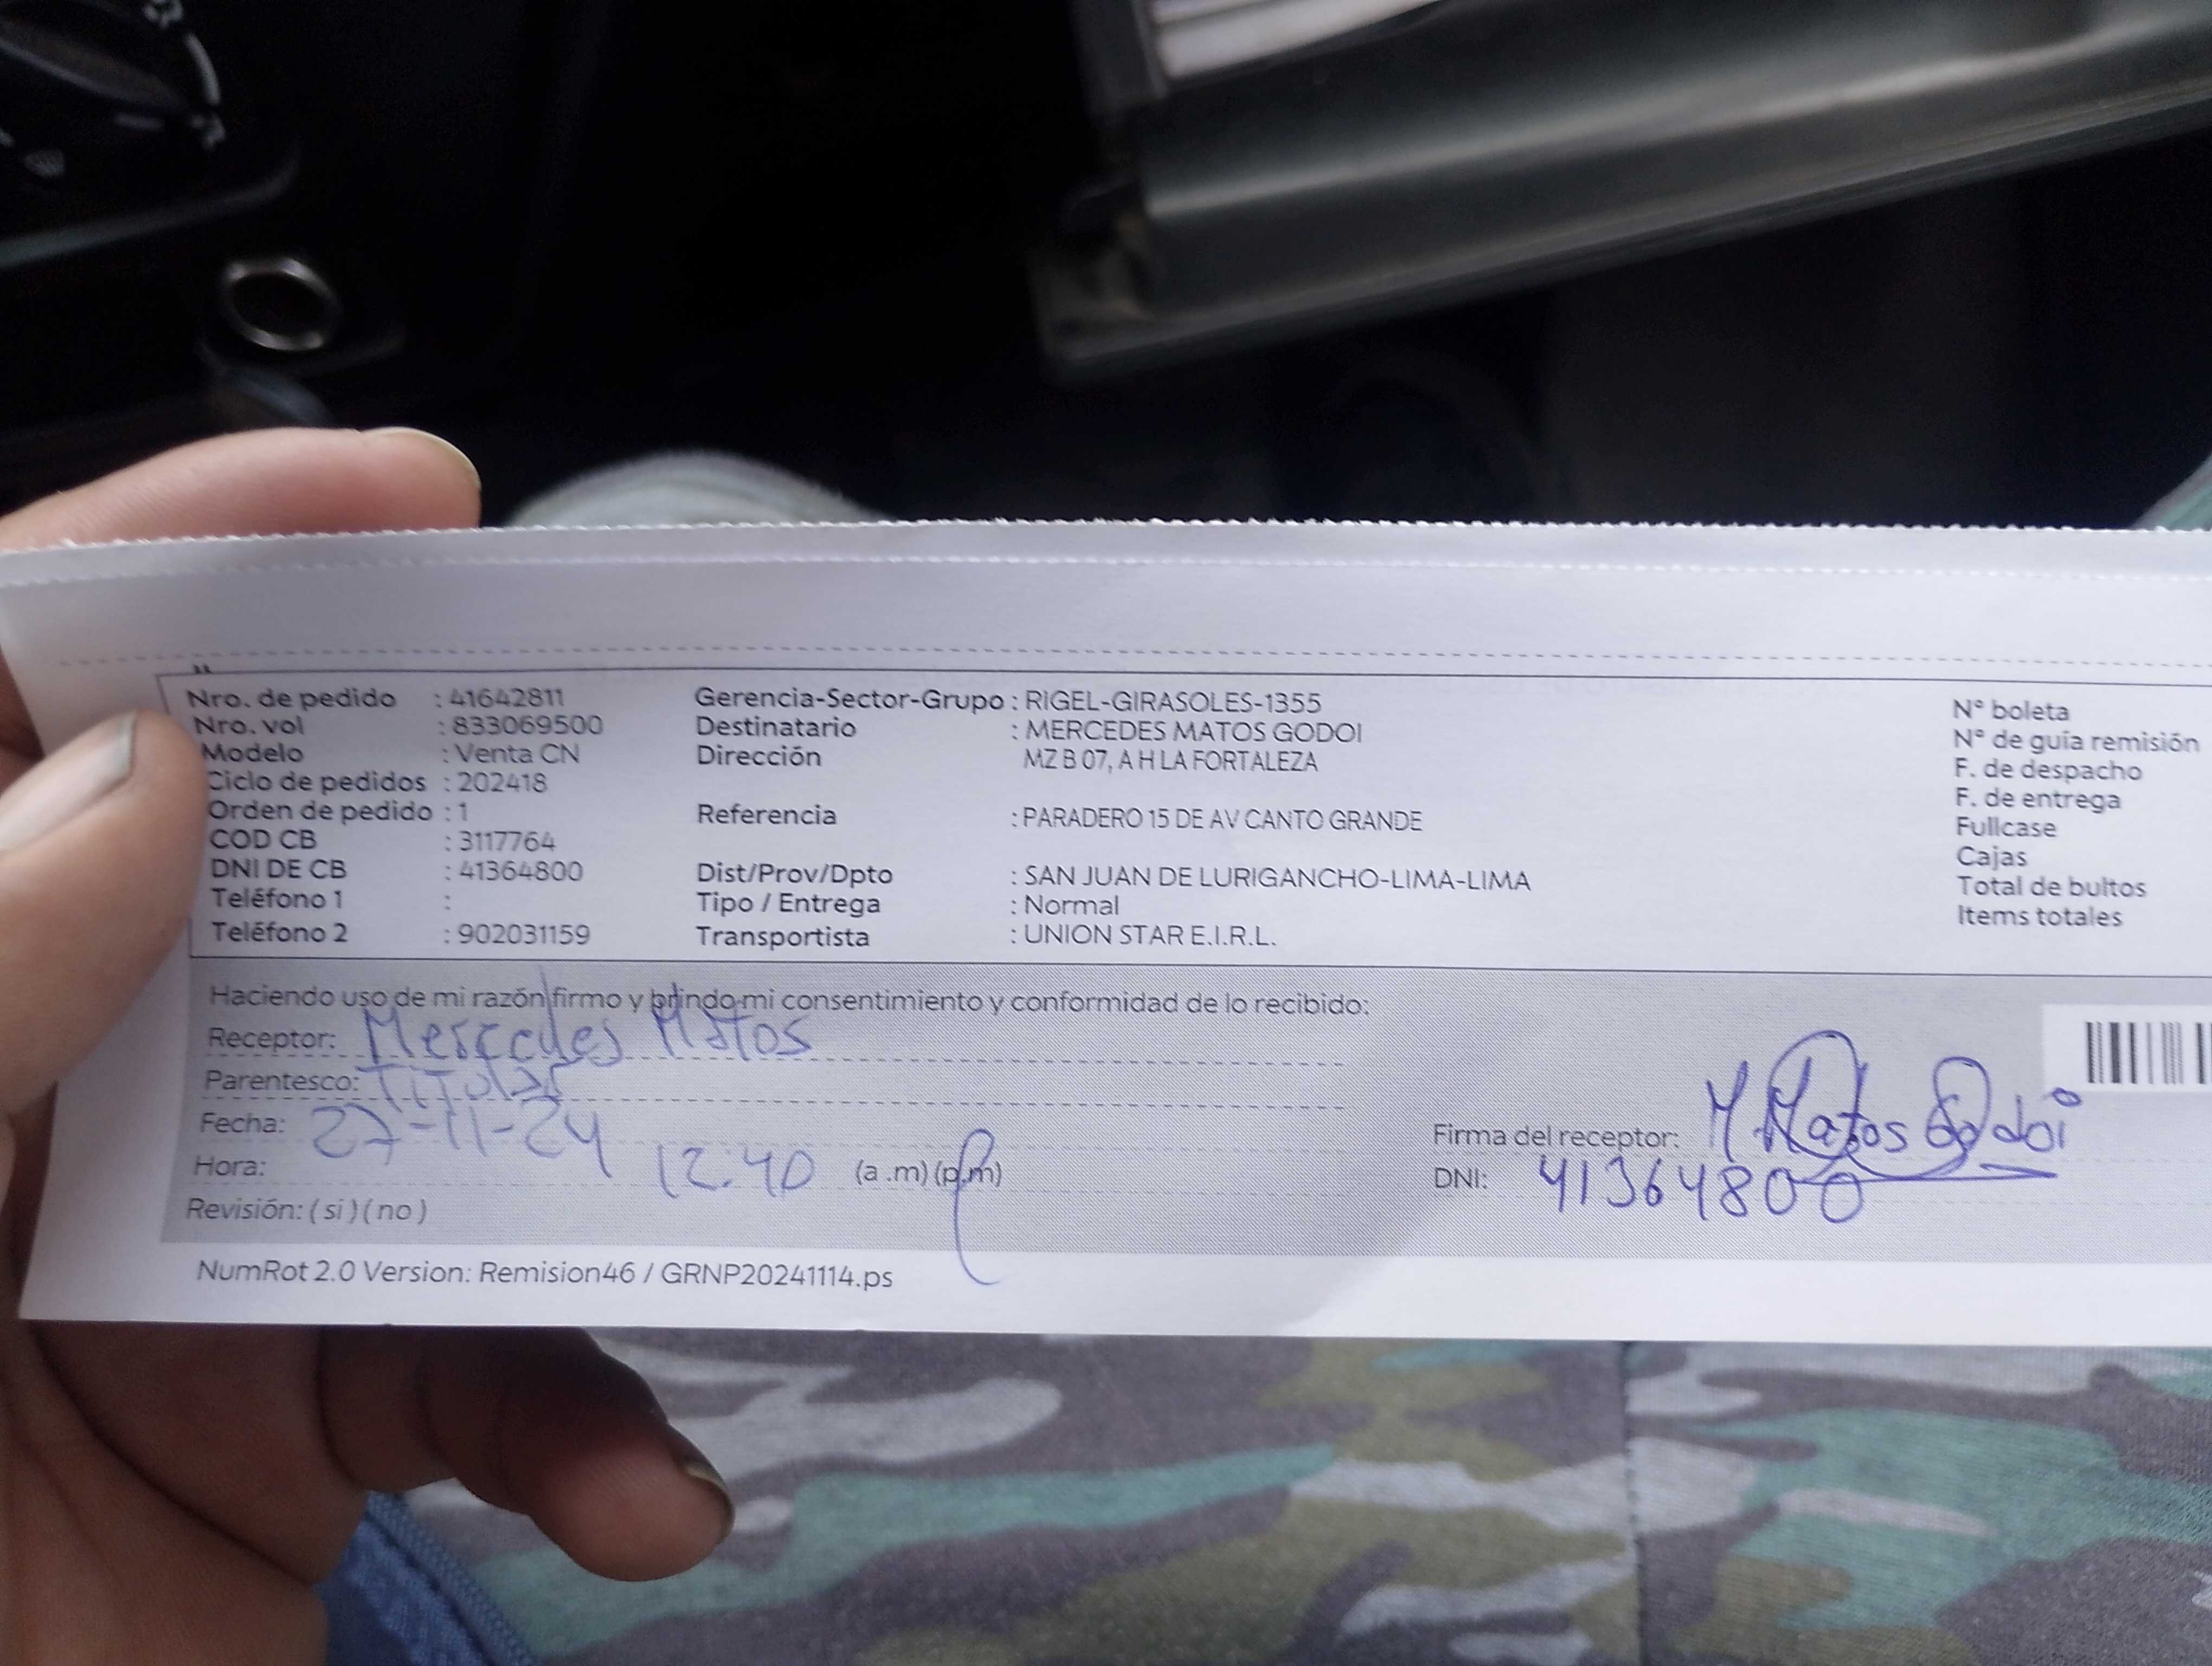 Nro. de pedido : 41642811 Gerencia-Sector-Grupo : RIGEL-GIRASOLES-1355 N° boleta
Nro. vol : 833069500 Destinatario : MERCEDES MATOS GODOI N° de guía remisión
Modelo : Venta CN Dirección MZ B 07, A H LA FORTALEZA F. de despacho
Ciclo de pedidos : 202418 F. de entrega
Orden de pedido : 1 Referencia : PARADERO 15 DE AV CANTO GRANDE Fullcase
COD CB : 3117764 Cajas
DNI DE CB : 41364800 Dist/Prov/Dpto : SAN JUAN DE LURIGANCHO-LIMA-LIMA Total de bultos
Teléfono 1 : Tipo / Entrega : Normal Items totales
Teléfono 2 : 902031159 Transportista : UNION STAR E.I.R.L.
Haciendo uso de mi razón firmo y brindo mi consentimiento y conformidad de lo recibido:
Receptor: Mercedes Matos
Parentesco: Titular
Fecha: 27-11-24 Firma del receptor: M Matos Godoi
Hora: 12:40 (a .m) (p.m) DNI: 41364800
Revisión: ( si ) ( no )
NumRot 2.0 Version: Remision46 / GRNP20241114.ps